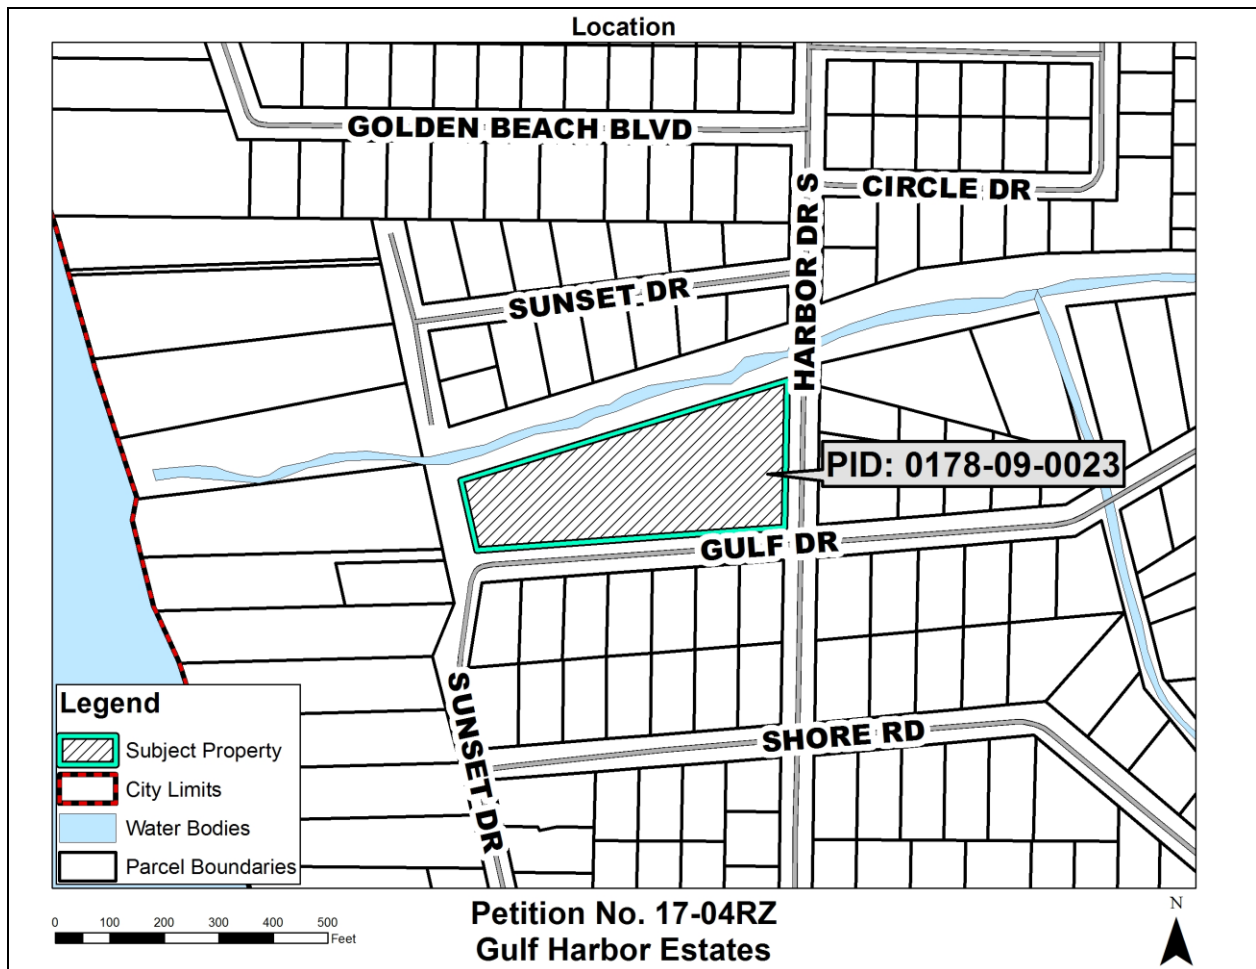 Location
GOLDEN BEACH BLVD
CIRCLE DR
HARBOR DR S
SUNSET DR
PID: 0178-09-0023
GULF DR
SUNSET DR
SHORE RD
Legend
Subject Property
City Limits
Water Bodies
Parcel Boundaries
0 100 200 300 400 500
Feet
Petition No. 17-04RZ
Gulf Harbor Estates
N